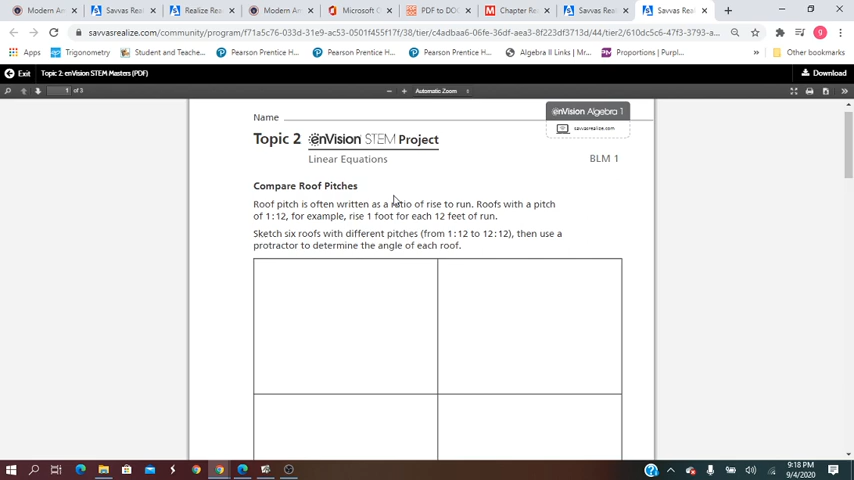 Modern An
Savvas Rea
Realize Re
Modern An
Microsoft O
PDF to DO
Chapter Re
Savvas Rea
Savvas Rea
savvasrealize.com/community/program/f71a5c76-033d-31e9-ac53-0501f455f17f/38/tier/c4adbaa6-06fe-36df-aea3-8f223df3713d/44/tier2/610dc5c6-47f3-3793-a...
Apps
Trigonometry
Student and Teache...
Pearson Prentice H...
Pearson Prentice H...
Pearson Prentice H...
Algebra II Links | M...
Proportions | Purpl...
Other bookmarks
Exit
Topic 2: enVision STEM Masters (PDF)
Download
1 of 3
Automatic Zoom
Name
enVision Algebra 1
savvasrealize.com
Topic 2 enVision STEM Project
Linear Equations
BLM 1
Compare Roof Pitches
Roof pitch is often written as a ratio of rise to run. Roofs with a pitch
of 1:12, for example, rise 1 foot for each 12 feet of run.
Sketch six roofs with different pitches (from 1:12 to 12:12), then use a
protractor to determine the angle of each roof.
9:18 PM
9/4/2020